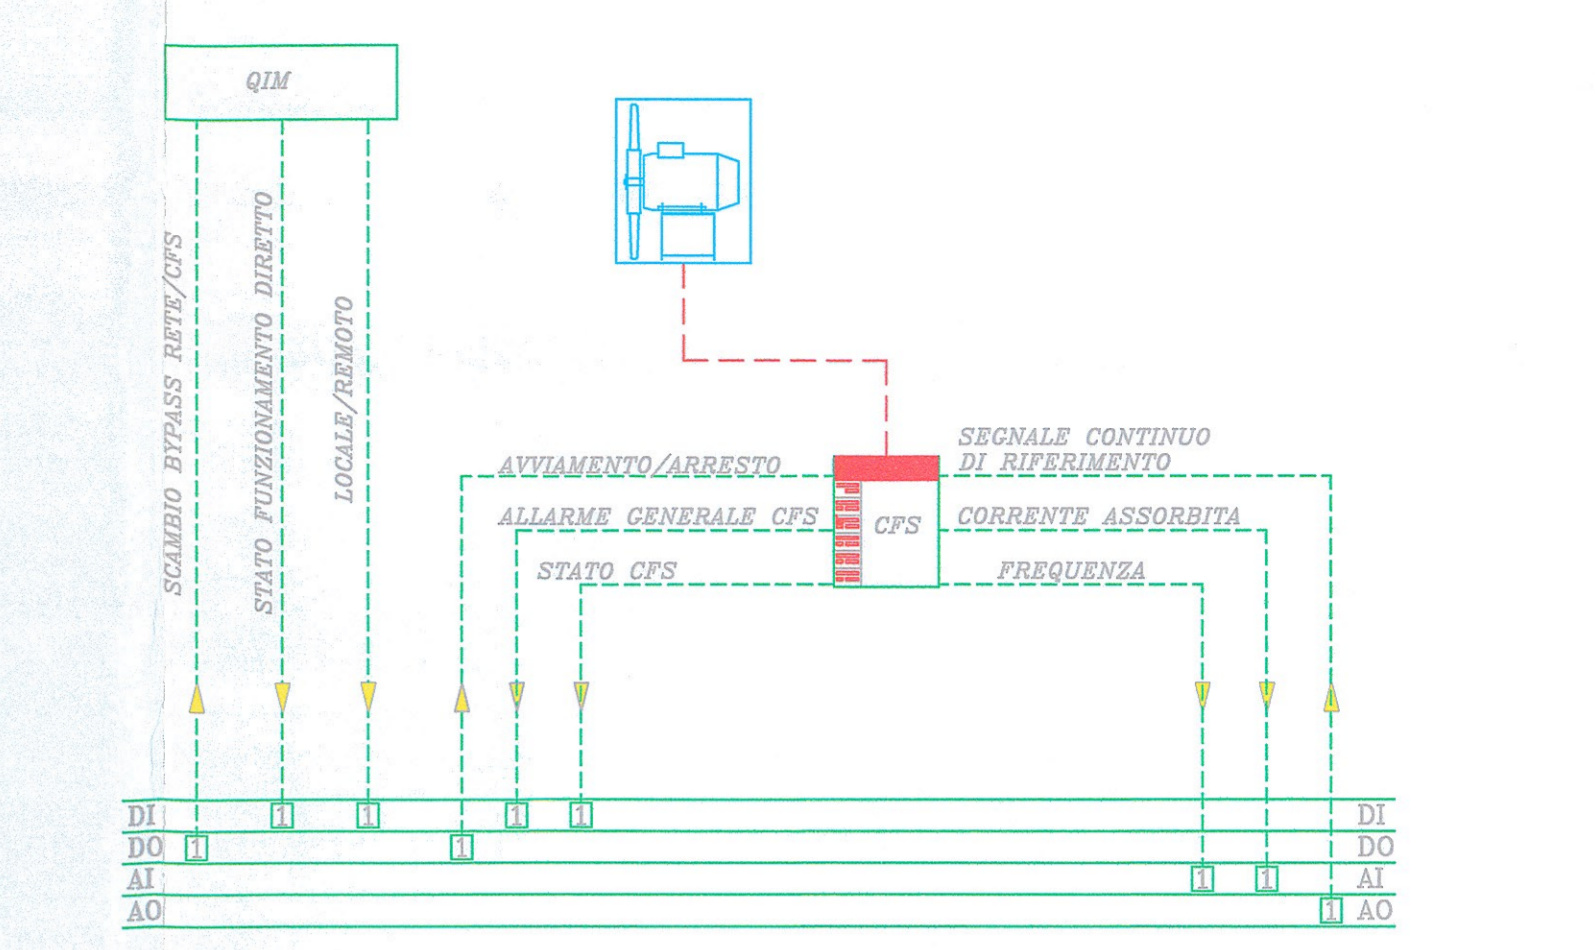 QIM
SCAMBIO BYPASS RETE/CFS
STATO FUNZIONAMENTO DIRETTO
LOCALE/REMOTO
AVVIAMENTO/ARRESTO
ALLARME GENERALE CFS
STATO CFS
CFS
SEGNALE CONTINUO
DI RIFERIMENTO
CORRENTE ASSORBITA
FREQUENZA
DI 1 1 1 1 DI
DO 1 1 DO
AI 1 1 AI
AO 1 AO